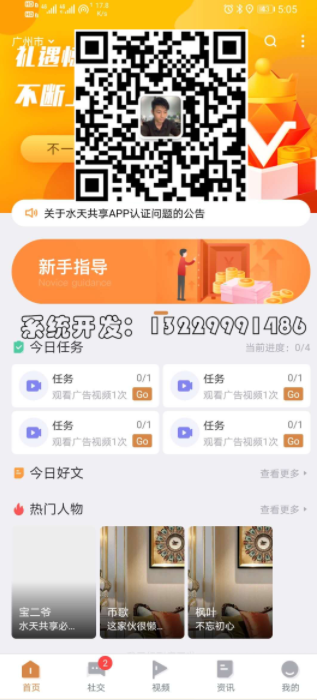 17.8
5:05
广州市
礼遇
不断
不一
关于水天共享APP认证问题的公告
新手指导
Novice guidance
系统开发：13229991486
今日任务
当前进度：0/4
任务 0/1
观看广告视频1次 Go
任务 0/1
观看广告视频1次 Go
任务 0/1
观看广告视频1次 Go
任务 0/1
观看广告视频1次 Go
今日好文
查看更多
热门人物
查看更多
宝二爷
水天共享必...
币歌
这家伙很懒...
枫叶
不忘初心
首页
2
社交
视频
资讯
我的